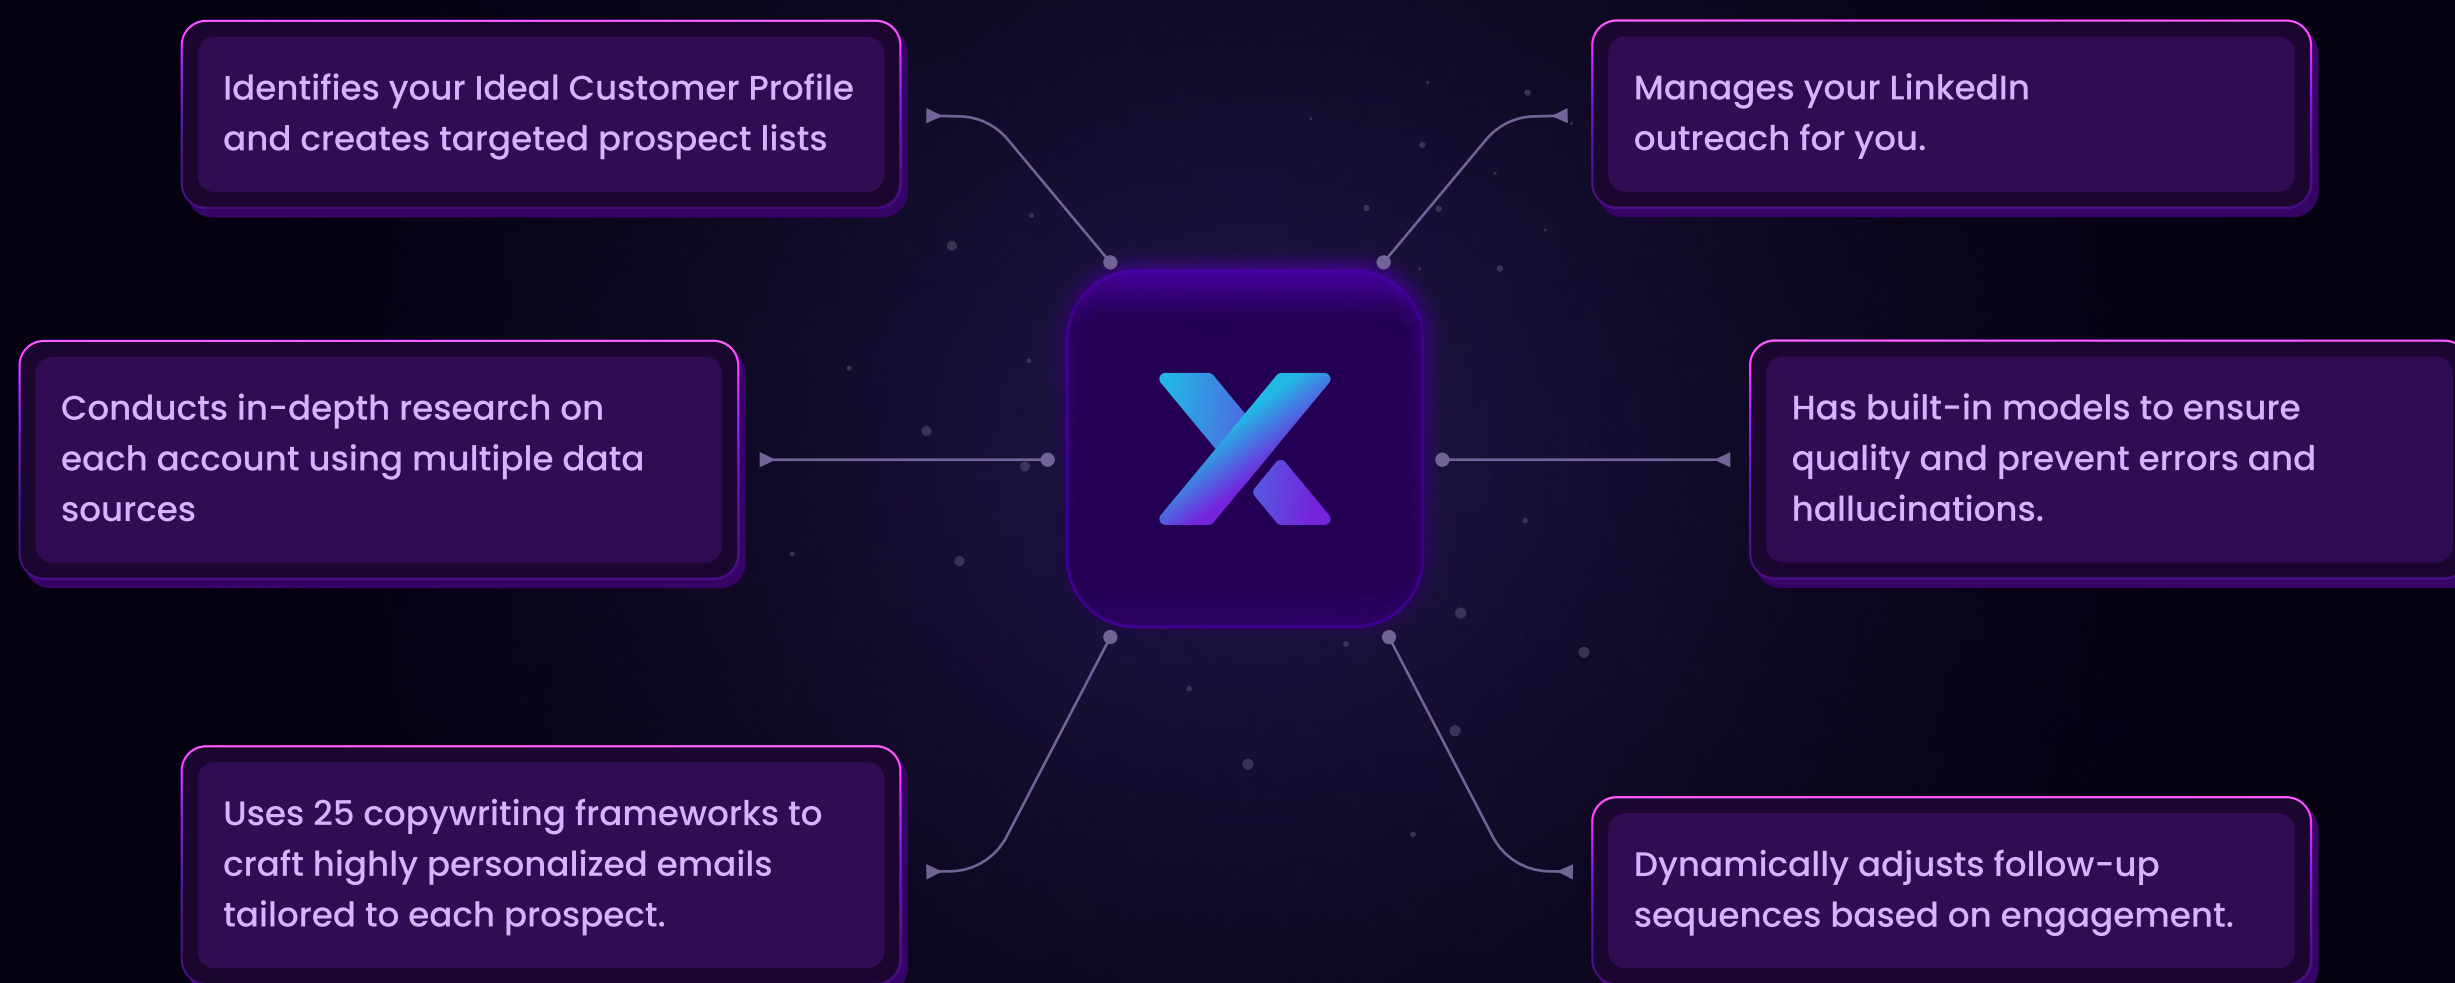 Identifies your Ideal Customer Profile
and creates targeted prospect lists
Manages your LinkedIn
outreach for you.
Conducts in-depth research on
each account using multiple data
sources
Has built-in models to ensure
quality and prevent errors and
hallucinations.
Uses 25 copywriting frameworks to
craft highly personalized emails
tailored to each prospect.
Dynamically adjusts follow-up
sequences based on engagement.